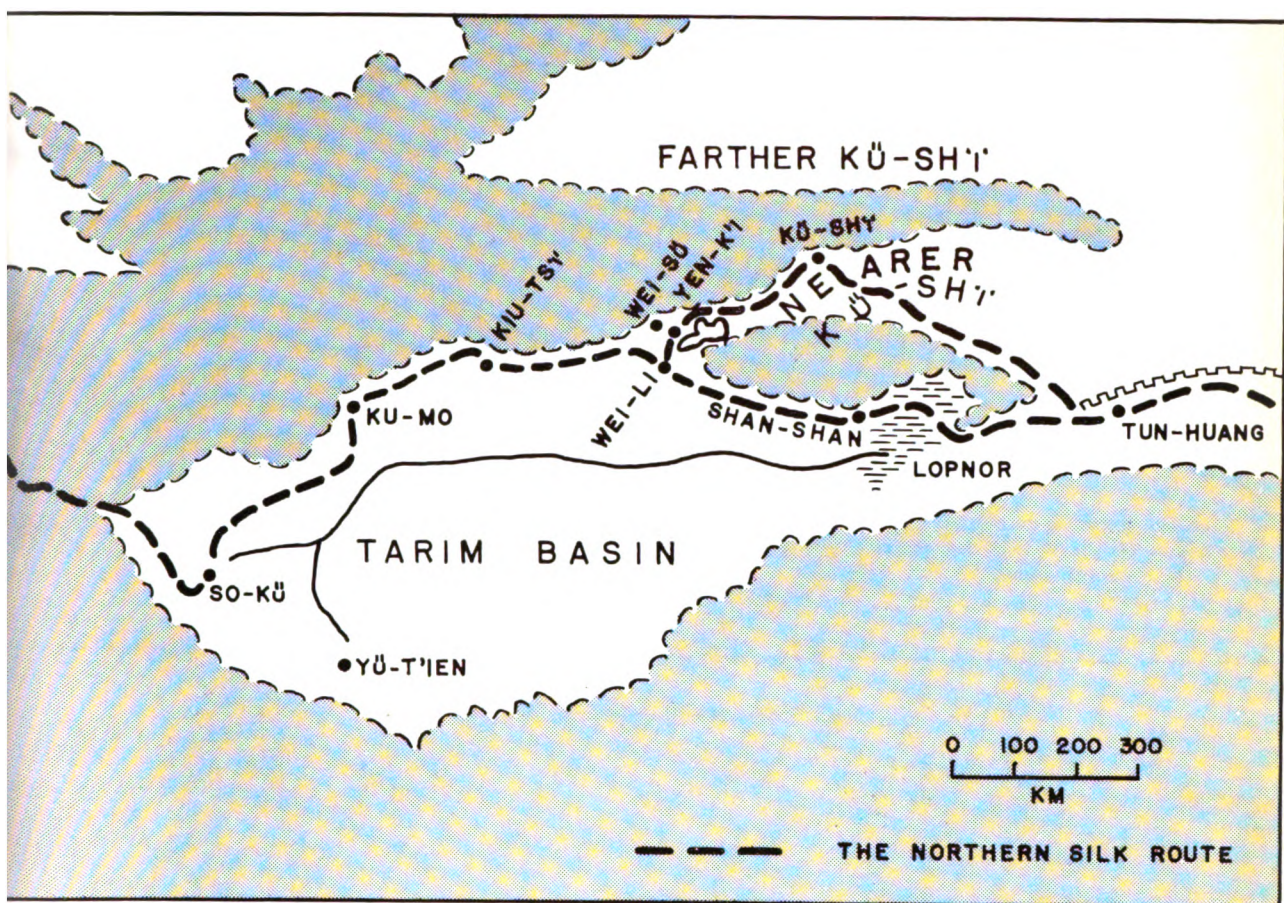 FARTHER KÜ-SH'Ï'
KÜ-SHY
NEARER
KÜ-SH'Ï'
WEI-SÜ
YEN-K'I
KIU-TSY
WEI-LI
KU-MO
SHAN-SHAN
TUN-HUANG
LOPNOR
TARIM BASIN
SO-KÜ
YÜ-T'IEN
0 100 200 300
KM
THE NORTHERN SILK ROUTE